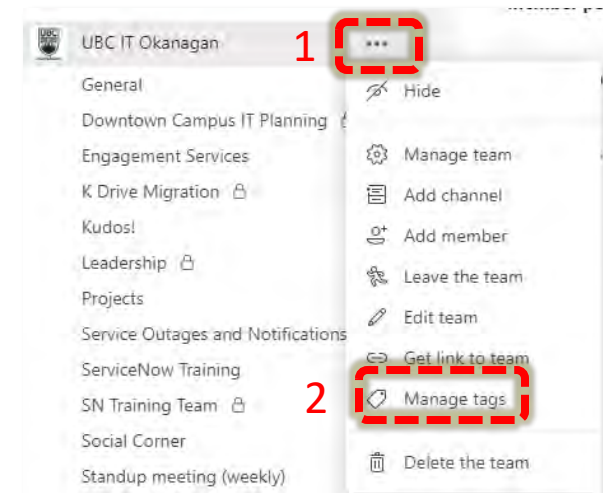 UBC IT Okanagan
1
General
Downtown Campus IT Planning
Engagement Services
K Drive Migration
Kudos!
Leadership
Projects
Service Outages and Notifications
ServiceNow Training
SN Training Team
Social Corner
Standup meeting (weekly)
Hide
Manage team
Add channel
Add member
Leave the team
Edit team
Get link to team
2
Manage tags
Delete the team